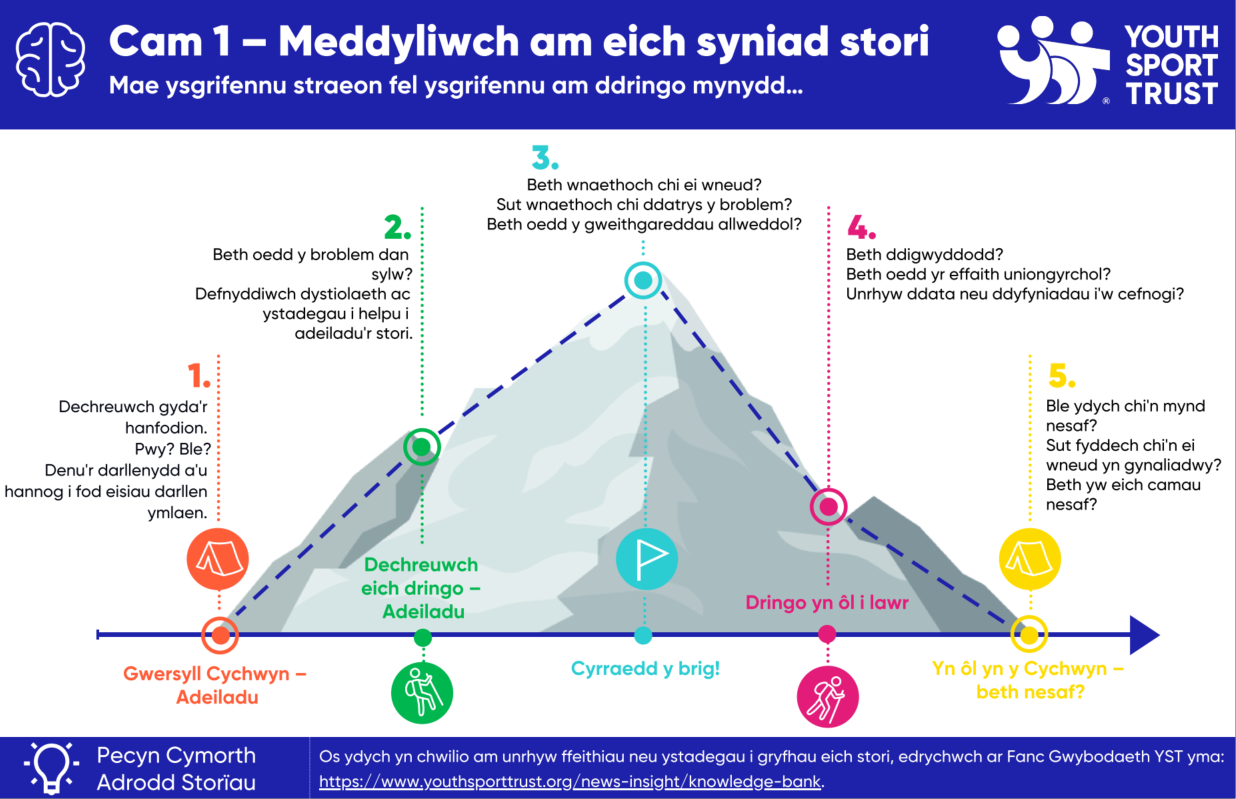 Cam 1 – Meddyliwch am eich syniad stori
Mae ysgrifennu straeon fel ysgrifennu am ddringo mynydd...
YOUTH
SPORT
TRUST
®
1.
Dechreuwch gyda'r
hanfodion.
Pwy? Ble?
Denu'r darllenydd a'u
hannog i fod eisiau darllen
ymlaen.
2.
Beth oedd y broblem dan
sylw?
Defnyddiwch dystiolaeth ac
ystadegau i helpu i
adeiladu'r stori.
3.
Beth wnaethoch chi ei wneud?
Sut wnaethoch chi ddatrys y broblem?
Beth oedd y gweithgareddau allweddol?
4.
Beth ddigwyddodd?
Beth oedd yr effaith uniongyrchol?
Unrhyw ddata neu ddyfyniadau i'w cefnogi?
5.
Ble ydych chi'n mynd
nesaf?
Sut fyddech chi'n ei
wneud yn gynaliadwy?
Beth yw eich camau
nesaf?
Gwersyll Cychwyn –
Adeiladu
Dechreuwch
eich dringo –
Adeiladu
Cyrraedd y brig!
Dringo yn ôl i lawr
Yn ôl yn y Cychwyn –
beth nesaf?
Pecyn Cymorth
Adrodd Storïau
Os ydych yn chwilio am unrhyw ffeithiau neu ystadegau i gryfhau eich stori, edrychwch ar Fanc Gwybodaeth YST yma:
https://www.youthsporttrust.org/news-insight/knowledge-bank.